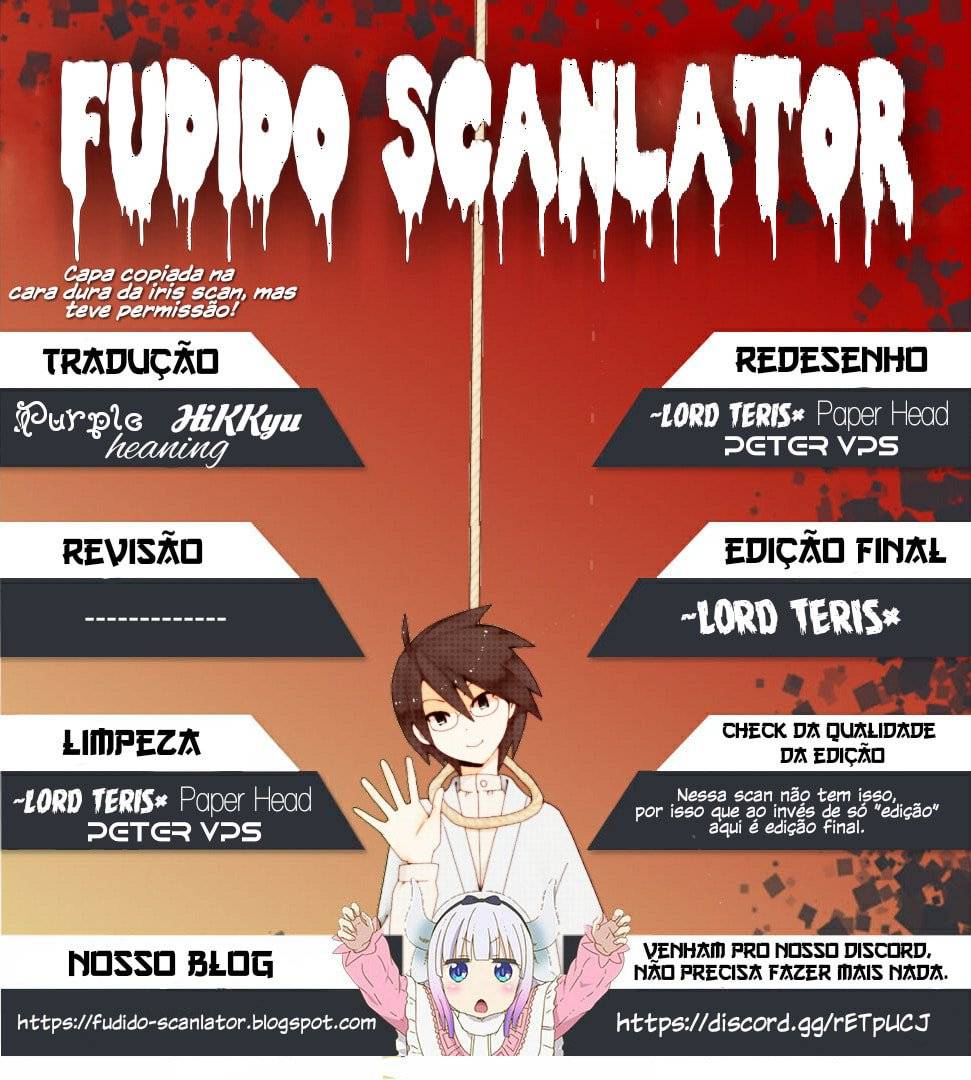 FUDIDO SCANLATOR
Capa copiada na
cara dura da iris scan, mas
teve permissão!
TRADUÇÃO
Purple HiKKyu
heaning
REDESENHO
~LORD TERIS* Paper Head
PETER VPS
REVISÃO
-------------
EDIÇÃO FINAL
~LORD TERIS*
LIMPEZA
~LORD TERIS* Paper Head
PETER VPS
CHECK DA QUALIDADE
DA EDIÇÃO
Nessa scan não tem isso,
por isso que ao invés de só "edição"
aqui é edição final.
NOSSO BLOG
https://fudido-scanlator.blogspot.com
VENHAM PRO NOSSO DISCORD,
NÃO PRECISA FAZER MAIS NADA.
https://discord.gg/rETpUCJ